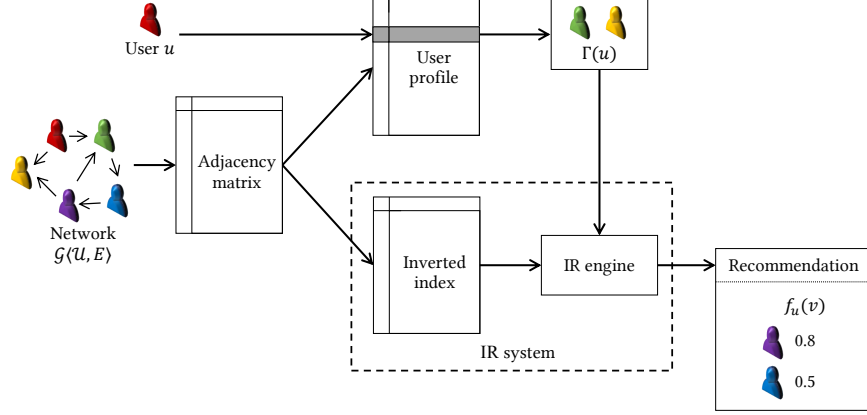 User u
User
profile
Γ(u)
Adjacency
matrix
Network
𝒢⟨𝒰, E⟩
Inverted
index
IR engine
IR system
Recommendation
f_u(v)
0.8
0.5